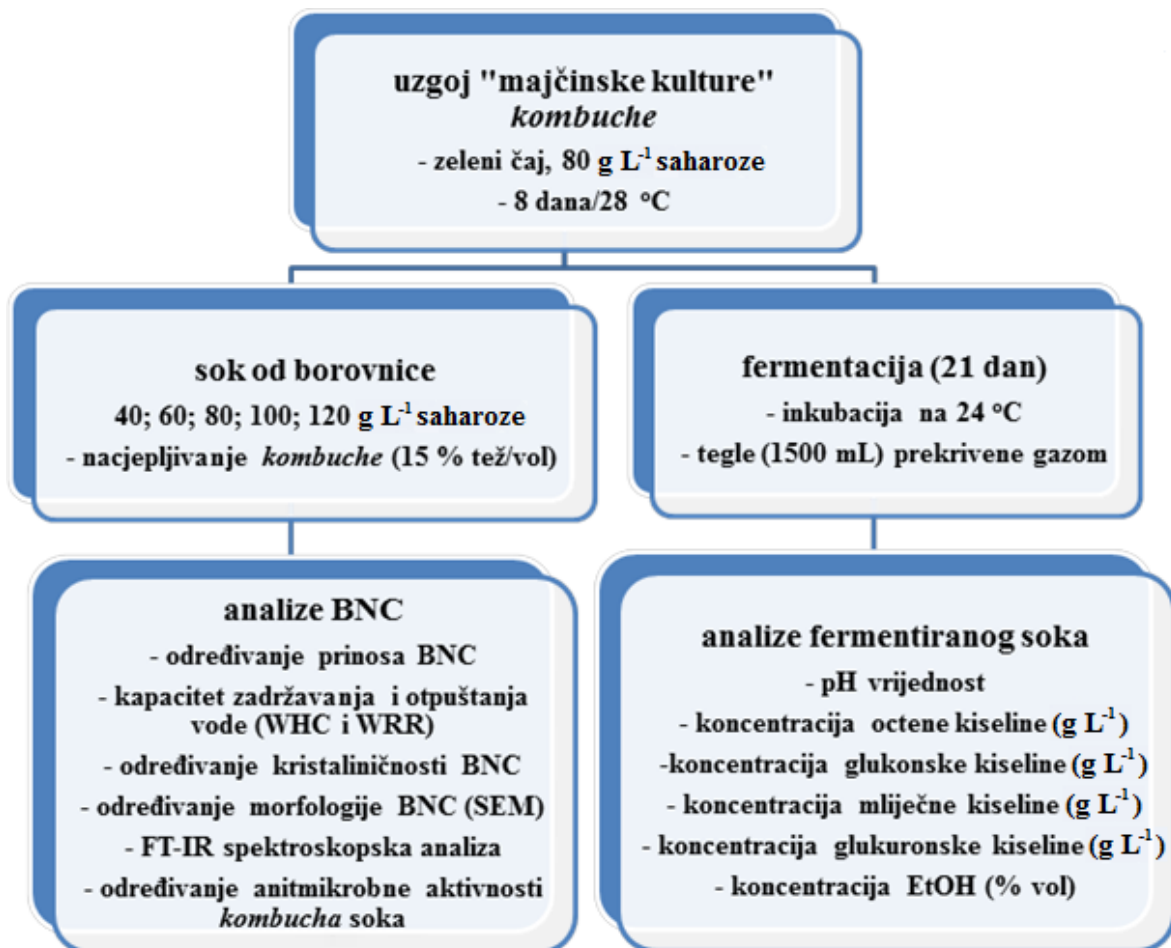 uzgoj "majčinske kulture"
kombuche
- zeleni čaj, 80 g L⁻¹ saharoze
- 8 dana/28 °C
sok od borovnice
40; 60; 80; 100; 120 g L⁻¹ saharoze
- nacjepljivanje kombuche (15 % tež/vol)
fermentacija (21 dan)
- inkubacija na 24 °C
- tegle (1500 mL) prekrivene gazom
analize BNC
- određivanje prinosa BNC
- kapacitet zadržavanja i otpuštanja
vode (WHC i WRR)
- određivanje kristaliničnosti BNC
- određivanje morfologije BNC (SEM)
- FT-IR spektroskopska analiza
- određivanje anitmikrobne aktivnosti
kombucha soka
analize fermentiranog soka
- pH vrijednost
- koncentracija octene kiseline (g L⁻¹)
-koncentracija glukonske kiseline (g L⁻¹)
- koncentracija mliječne kiseline (g L⁻¹)
- koncentracija glukuronske kiseline (g L⁻¹)
- koncentracija EtOH (% vol)